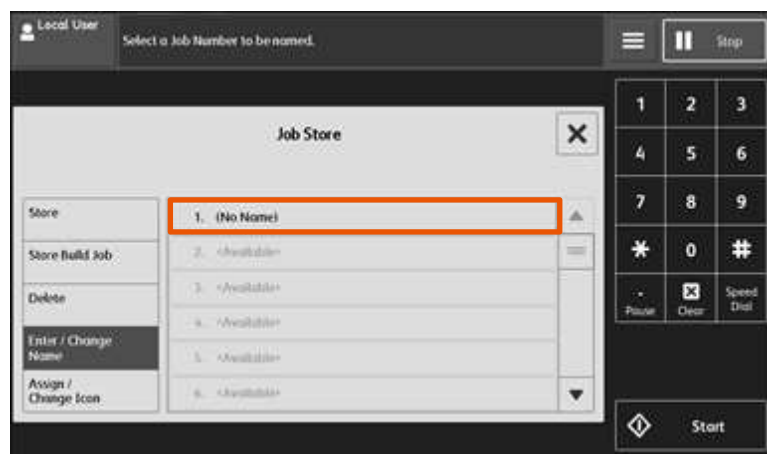 Local User
Select a Job Number to be named.
Stop
1 2 3
Job Store
4 5 6
Store
1. (No Name)
7 8 9
Store Build Job
2. <Available>
* 0 #
Delete
3. <Available>
. Pause
Clear
Speed
Dial
4. <Available>
Enter / Change
Name
5. <Available>
Assign /
Change Icon
6. <Available>
Start